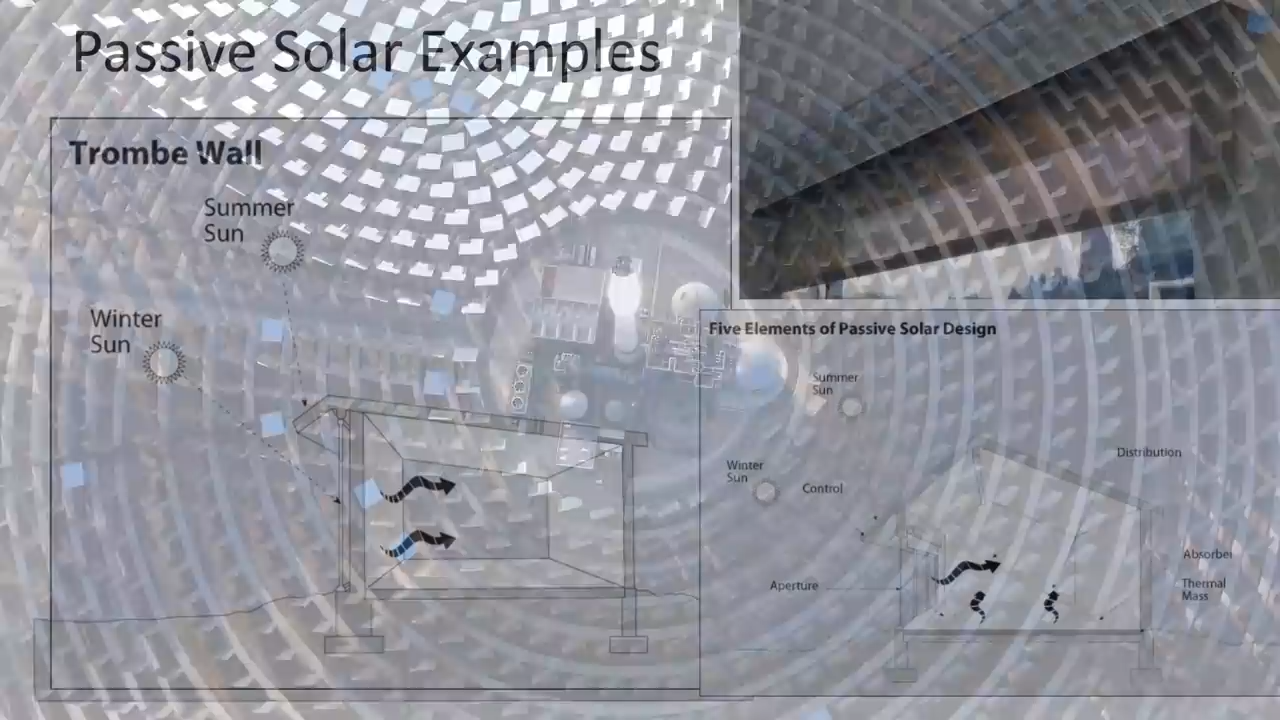 Passive Solar Examples
Trombe Wall
Summer
Sun
Winter
Sun
Five Elements of Passive Solar Design
Summer
Sun
Winter
Sun
Control
Distribution
Aperture
Absorber
Thermal
Mass